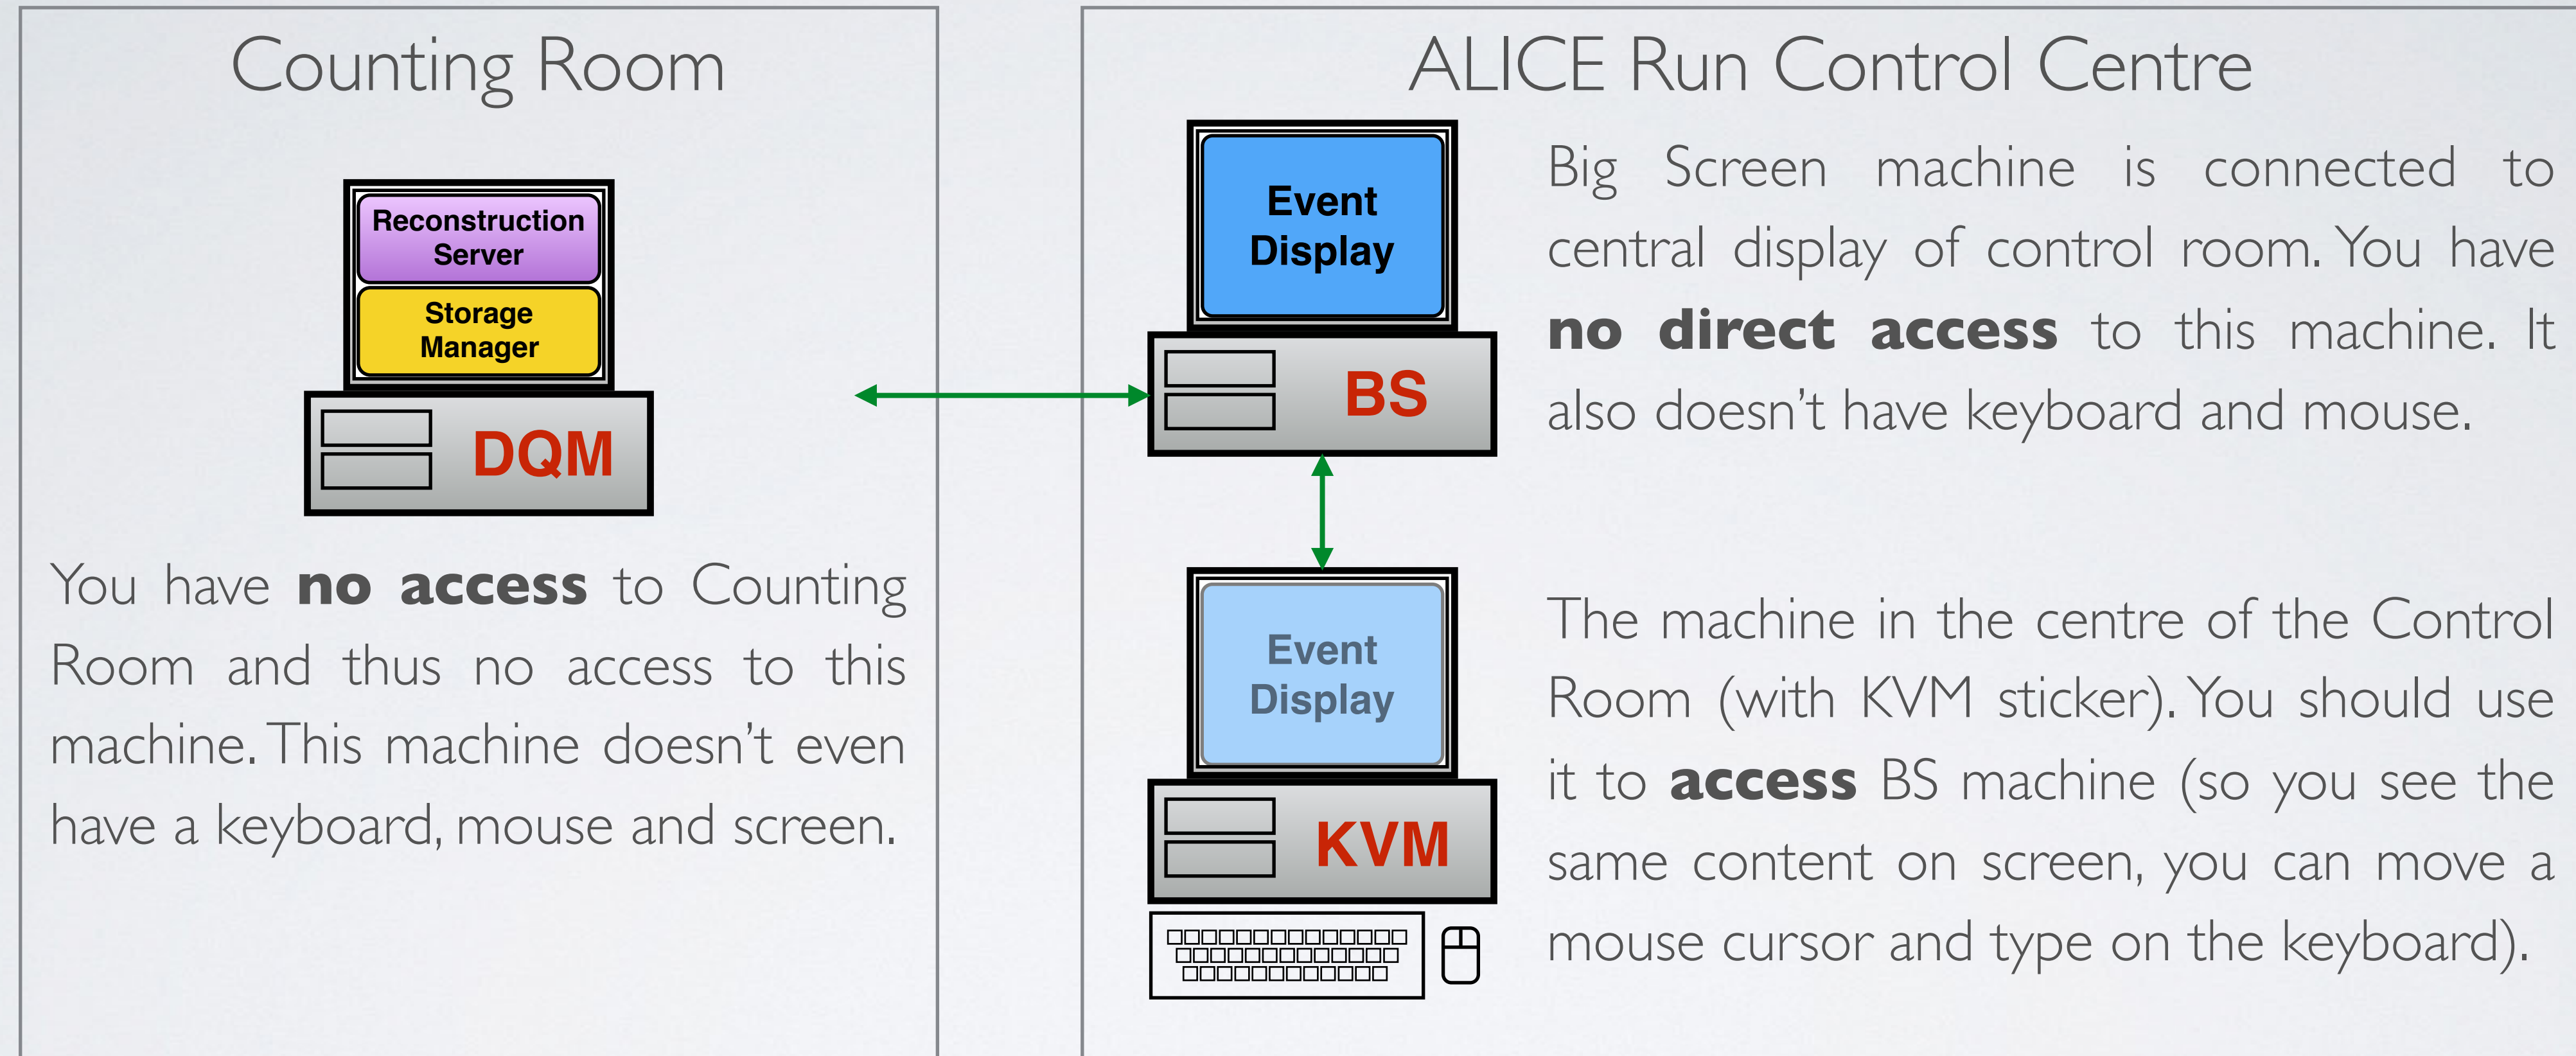 Counting Room
Reconstruction
Server
Storage
Manager
DQM
You have no access to Counting
Room and thus no access to this
machine. This machine doesn't even
have a keyboard, mouse and screen.
ALICE Run Control Centre
Event
Display
BS
Big Screen machine is connected to
central display of control room. You have
no direct access to this machine. It
also doesn't have keyboard and mouse.
Event
Display
KVM
The machine in the centre of the Control
Room (with KVM sticker). You should use
it to access BS machine (so you see the
same content on screen, you can move a
mouse cursor and type on the keyboard).